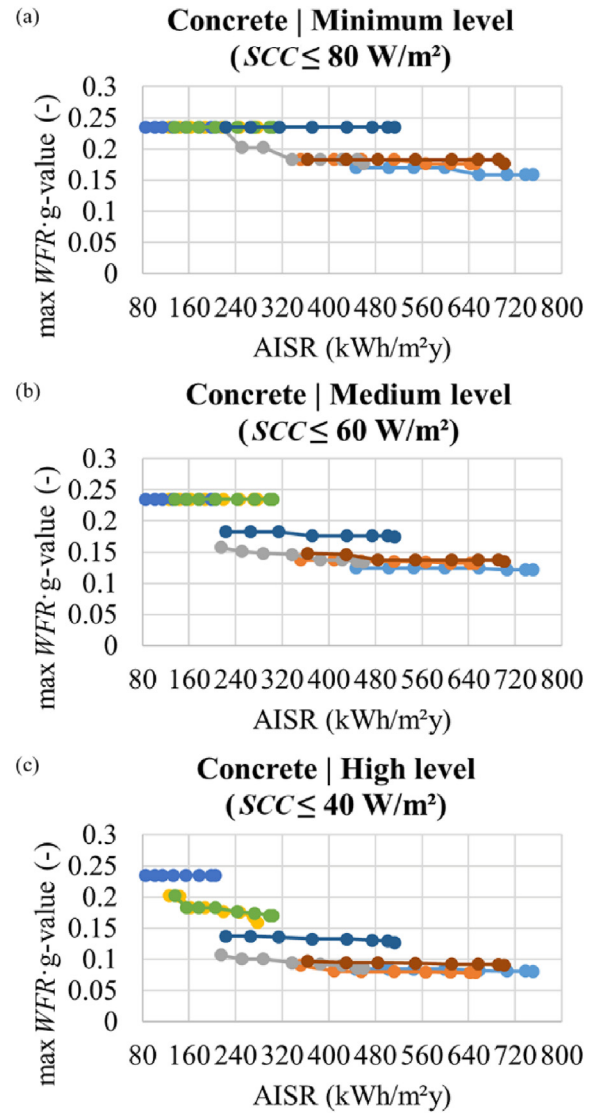 (a)
Concrete | Minimum level
(SCC ≤ 80 W/m²)
max WFR·g-value (-)
0.3
0.25
0.2
0.15
0.1
0.05
0
80 160 240 320 400 480 560 640 720 800
AISR (kWh/m²y)
(b)
Concrete | Medium level
(SCC ≤ 60 W/m²)
max WFR·g-value (-)
0.3
0.25
0.2
0.15
0.1
0.05
0
80 160 240 320 400 480 560 640 720 800
AISR (kWh/m²y)
(c)
Concrete | High level
(SCC ≤ 40 W/m²)
max WFR·g-value (-)
0.3
0.25
0.2
0.15
0.1
0.05
0
80 160 240 320 400 480 560 640 720 800
AISR (kWh/m²y)